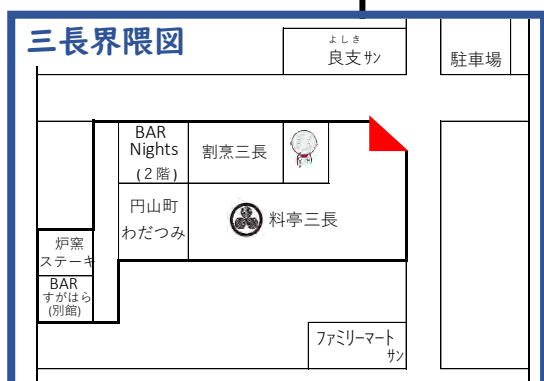 三長界隈図
よしき
良支サン
駐車場
BAR
Nights
(2階)
割烹三長
円山町
わだつみ
料亭三長
炉窯
ステーキ
BAR
すがはら
(別館)
ファミリーマート
サン